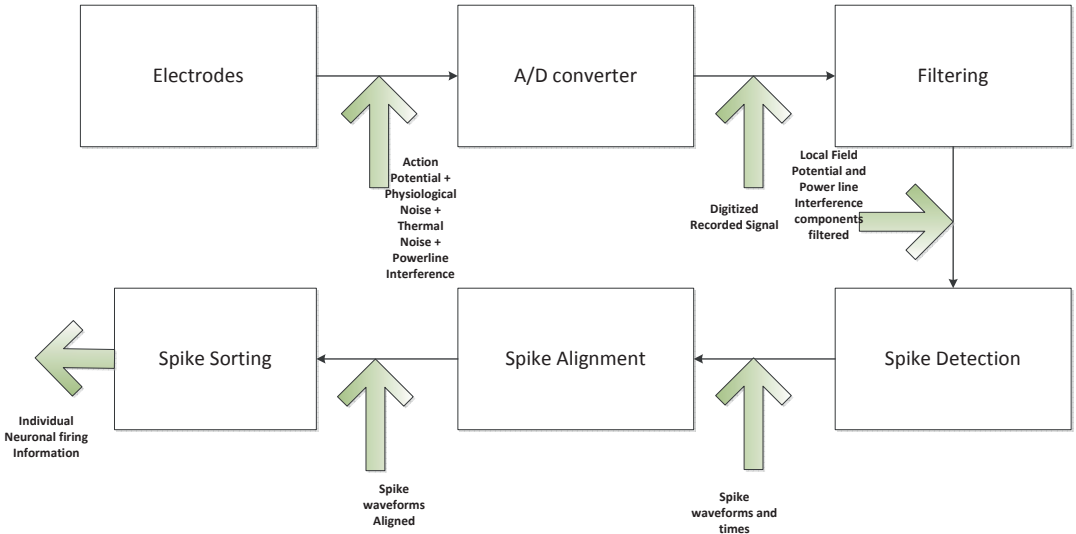 Electrodes
A/D converter
Filtering
Action
Potential +
Physiological
Noise +
Thermal
Noise +
Powerline
Interference
Digitized
Recorded Signal
Local Field
Potential and
Power line
Interference
components
filtered
Spike Sorting
Spike Alignment
Spike Detection
Individual
Neuronal firing
Information
Spike
waveforms
Aligned
Spike
waveforms and
times